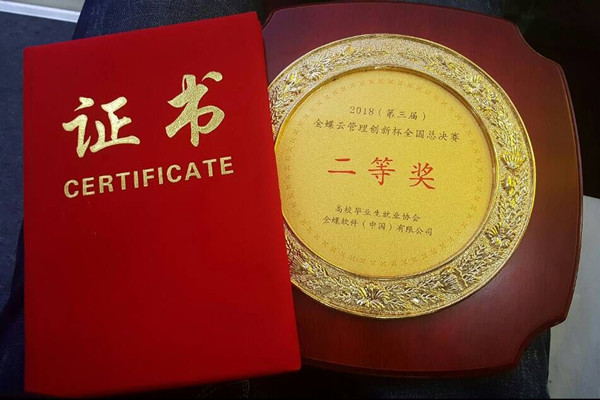 证书
CERTIFICATE
2018（第三届）
金蝶云管理创新杯全国总决赛
二等奖
高校毕业生就业协会
金蝶软件（中国）有限公司